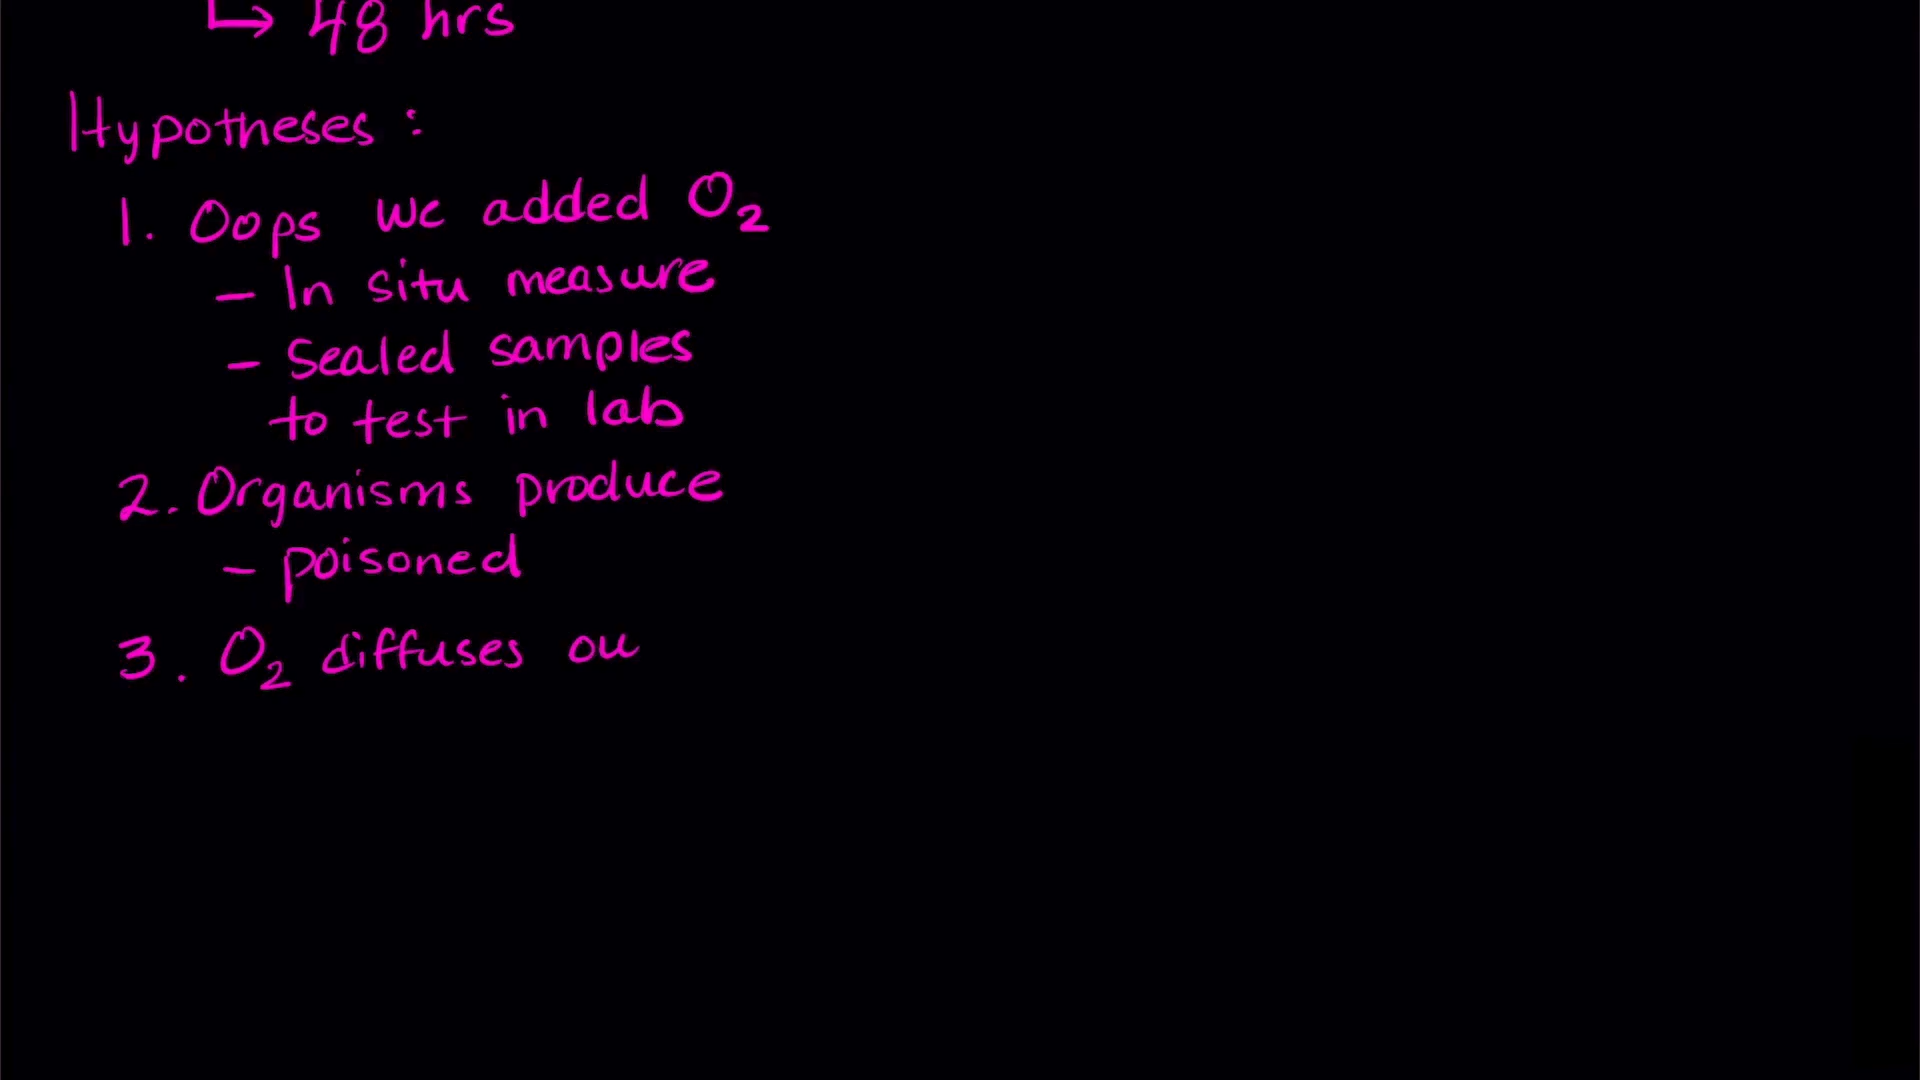 ↳ 48 hrs
Hypotheses :
1. Oops we added O₂
- In situ measure
- Sealed samples
to test in lab
2. Organisms produce
- poisoned
3. O₂ diffuses ou